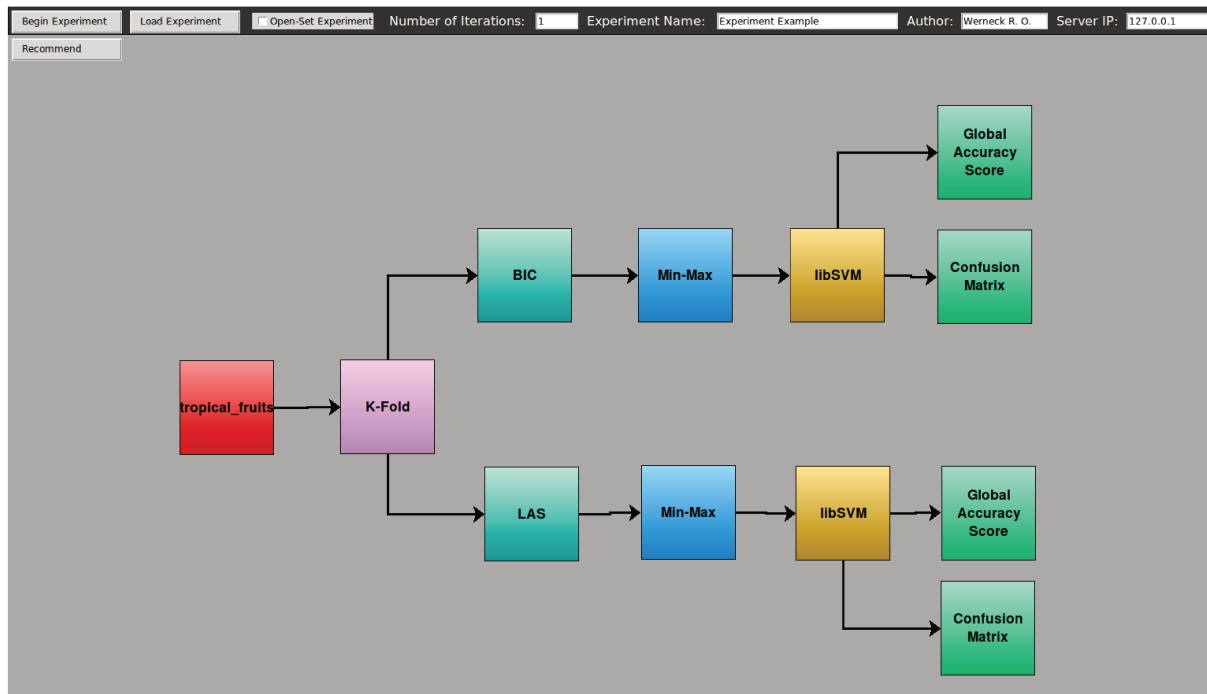 Begin Experiment
Load Experiment
Open-Set Experiment
Number of Iterations:
1
Experiment Name:
Experiment Example
Author:
Werneck R. O.
Server IP:
127.0.0.1
Recommend
Global
Accuracy
Score
BIC
Min-Max
libSVM
Confusion
Matrix
tropical_fruits
K-Fold
LAS
Min-Max
libSVM
Global
Accuracy
Score
Confusion
Matrix